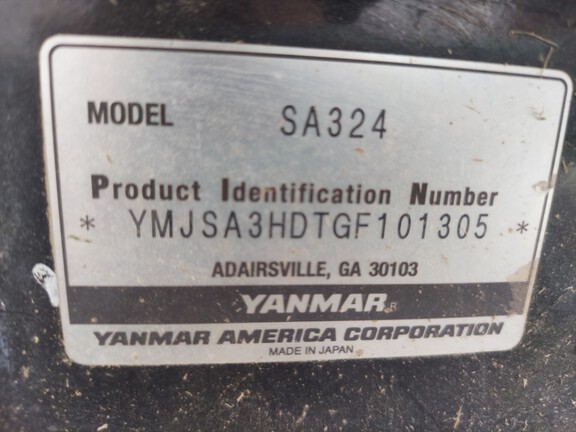 MODEL SA324
Product Identification Number
* YMJSA3HDTGF101305 *
ADAIRSVILLE, GA 30103
YANMAR®
YANMAR AMERICA CORPORATION
MADE IN JAPAN